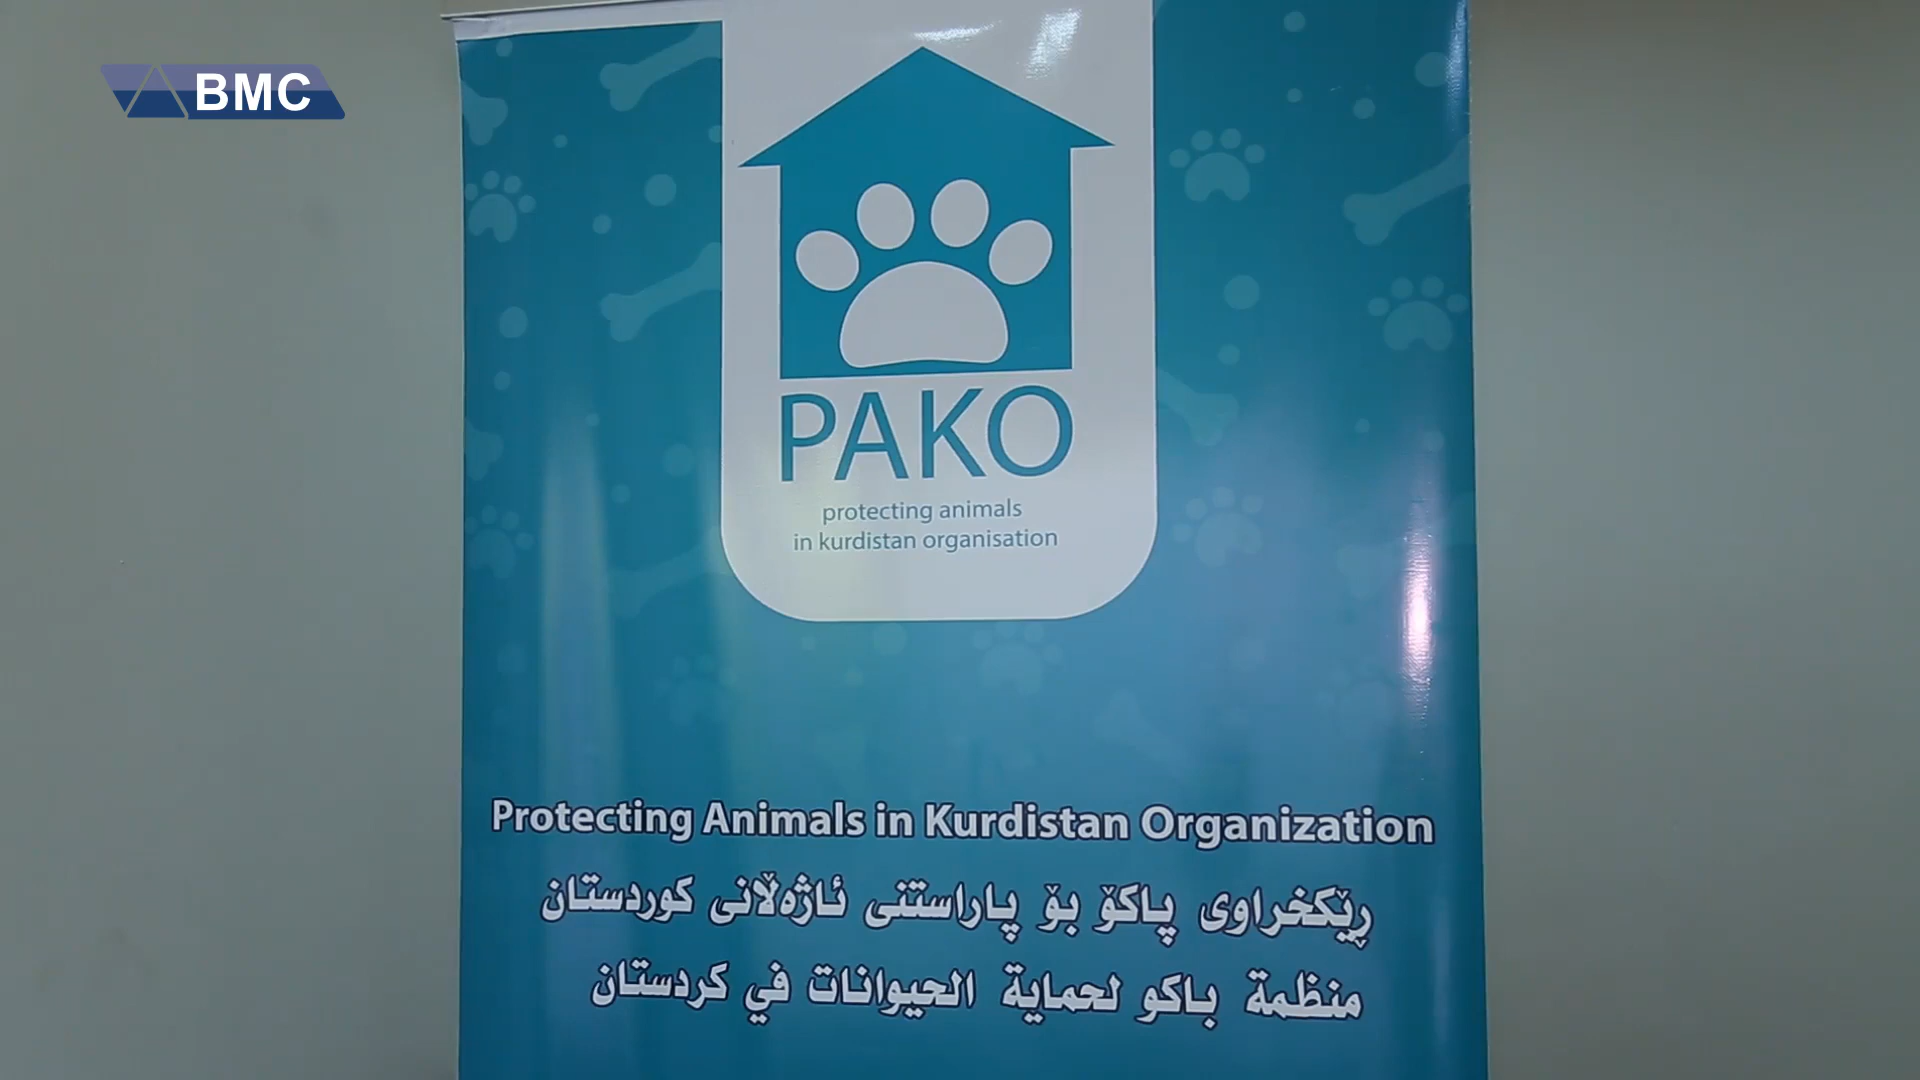 BMC
PAKO
protecting animals
in kurdistan organisation
Protecting Animals in Kurdistan Organization
ڕێکخراوی پاکۆ بۆ پاراستنی ئاژەڵانی کوردستان
منظمة باكو لحماية الحيوانات في كردستان